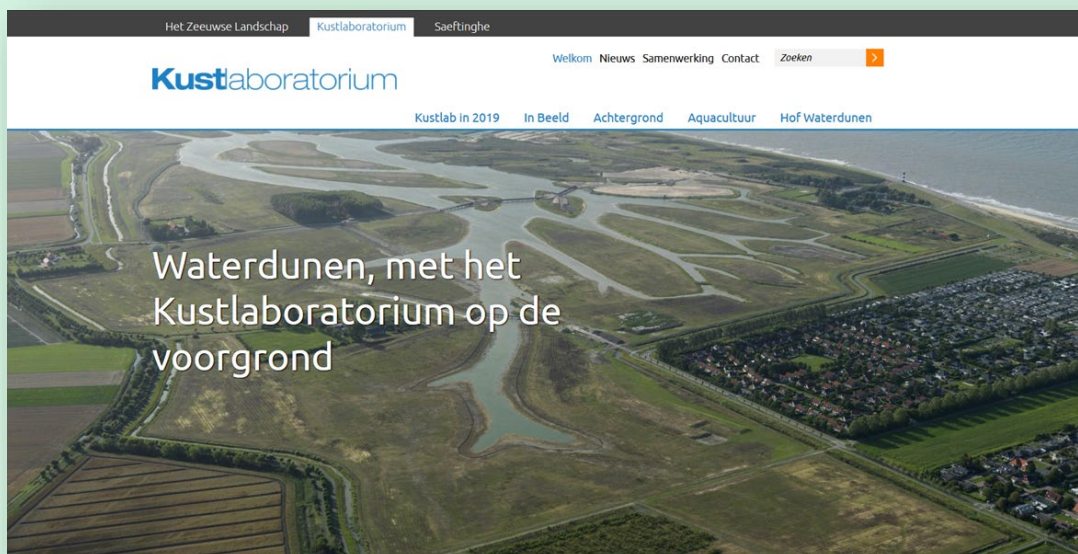 Het Zeeuwse Landschap Kustlaboratorium Saeftinghe
Welkom Nieuws Samenwerking Contact Zoeken
Kustlaboratorium
Kustlab in 2019 In Beeld Achtergrond Aquacultuur Hof Waterdunen
Waterdunen, met het
Kustlaboratorium op de
voorgrond